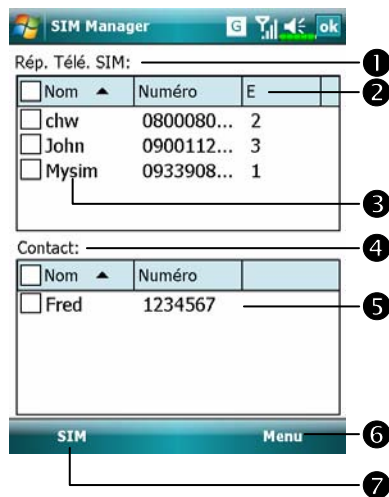 SIM Manager G ok
Rép. Télé. SIM: 1
Nom Numéro E 2
chw 0800080... 2
John 0900112... 3
Mysim 0933908... 1
3
Contact: 4
Nom Numéro
Fred 1234567 5
SIM Menu 6
7